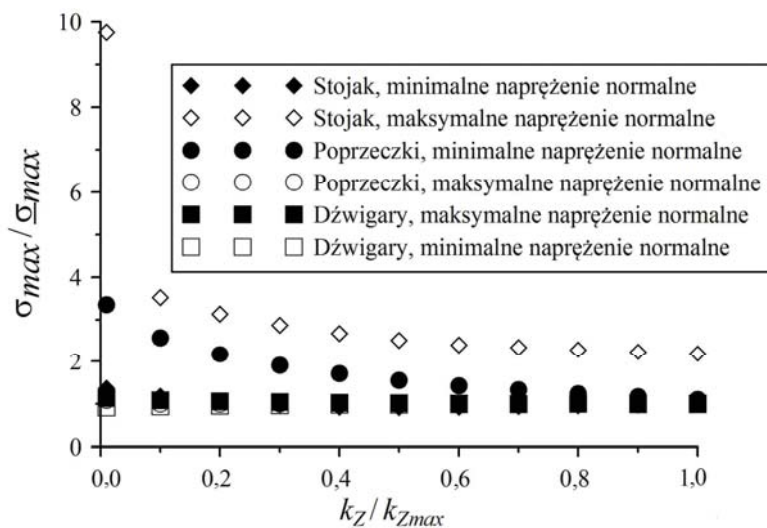 10
8
6
4
2
0
σmax/σmax
Stojak, minimalne naprężenie normalne
Stojak, maksymalne naprężenie normalne
Poprzeczki, minimalne naprężenie normalne
Poprzeczki, maksymalne naprężenie normalne
Dźwigary, maksymalne naprężenie normalne
Dźwigary, minimalne naprężenie normalne
0,0 0,2 0,4 0,6 0,8 1,0
kZ/kZmax